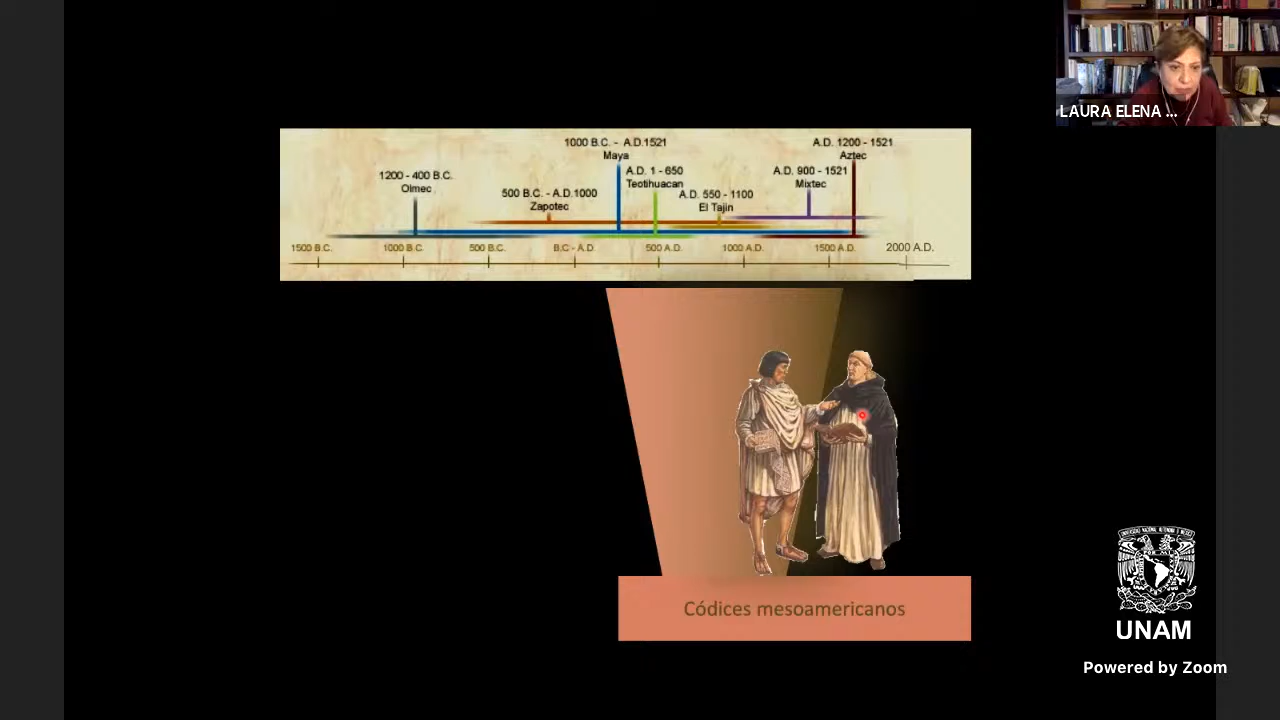 LAURA ELENA ...
1000 B.C. - A.D.1521
Maya
A.D. 1200 - 1521
Aztec
1200 - 400 B.C.
Olmec
A.D. 1 - 650
Teotihuacan
A.D. 900 - 1521
Mixtec
500 B.C. - A.D.1000
Zapotec
A.D. 550 - 1100
El Tajin
1500 B.C. 1000 B.C. 500 B.C. B.C - A.D. 500 A.D. 1000 A.D. 1500 A.D. 2000 A.D.
Códices mesoamericanos
UNAM
Powered by Zoom